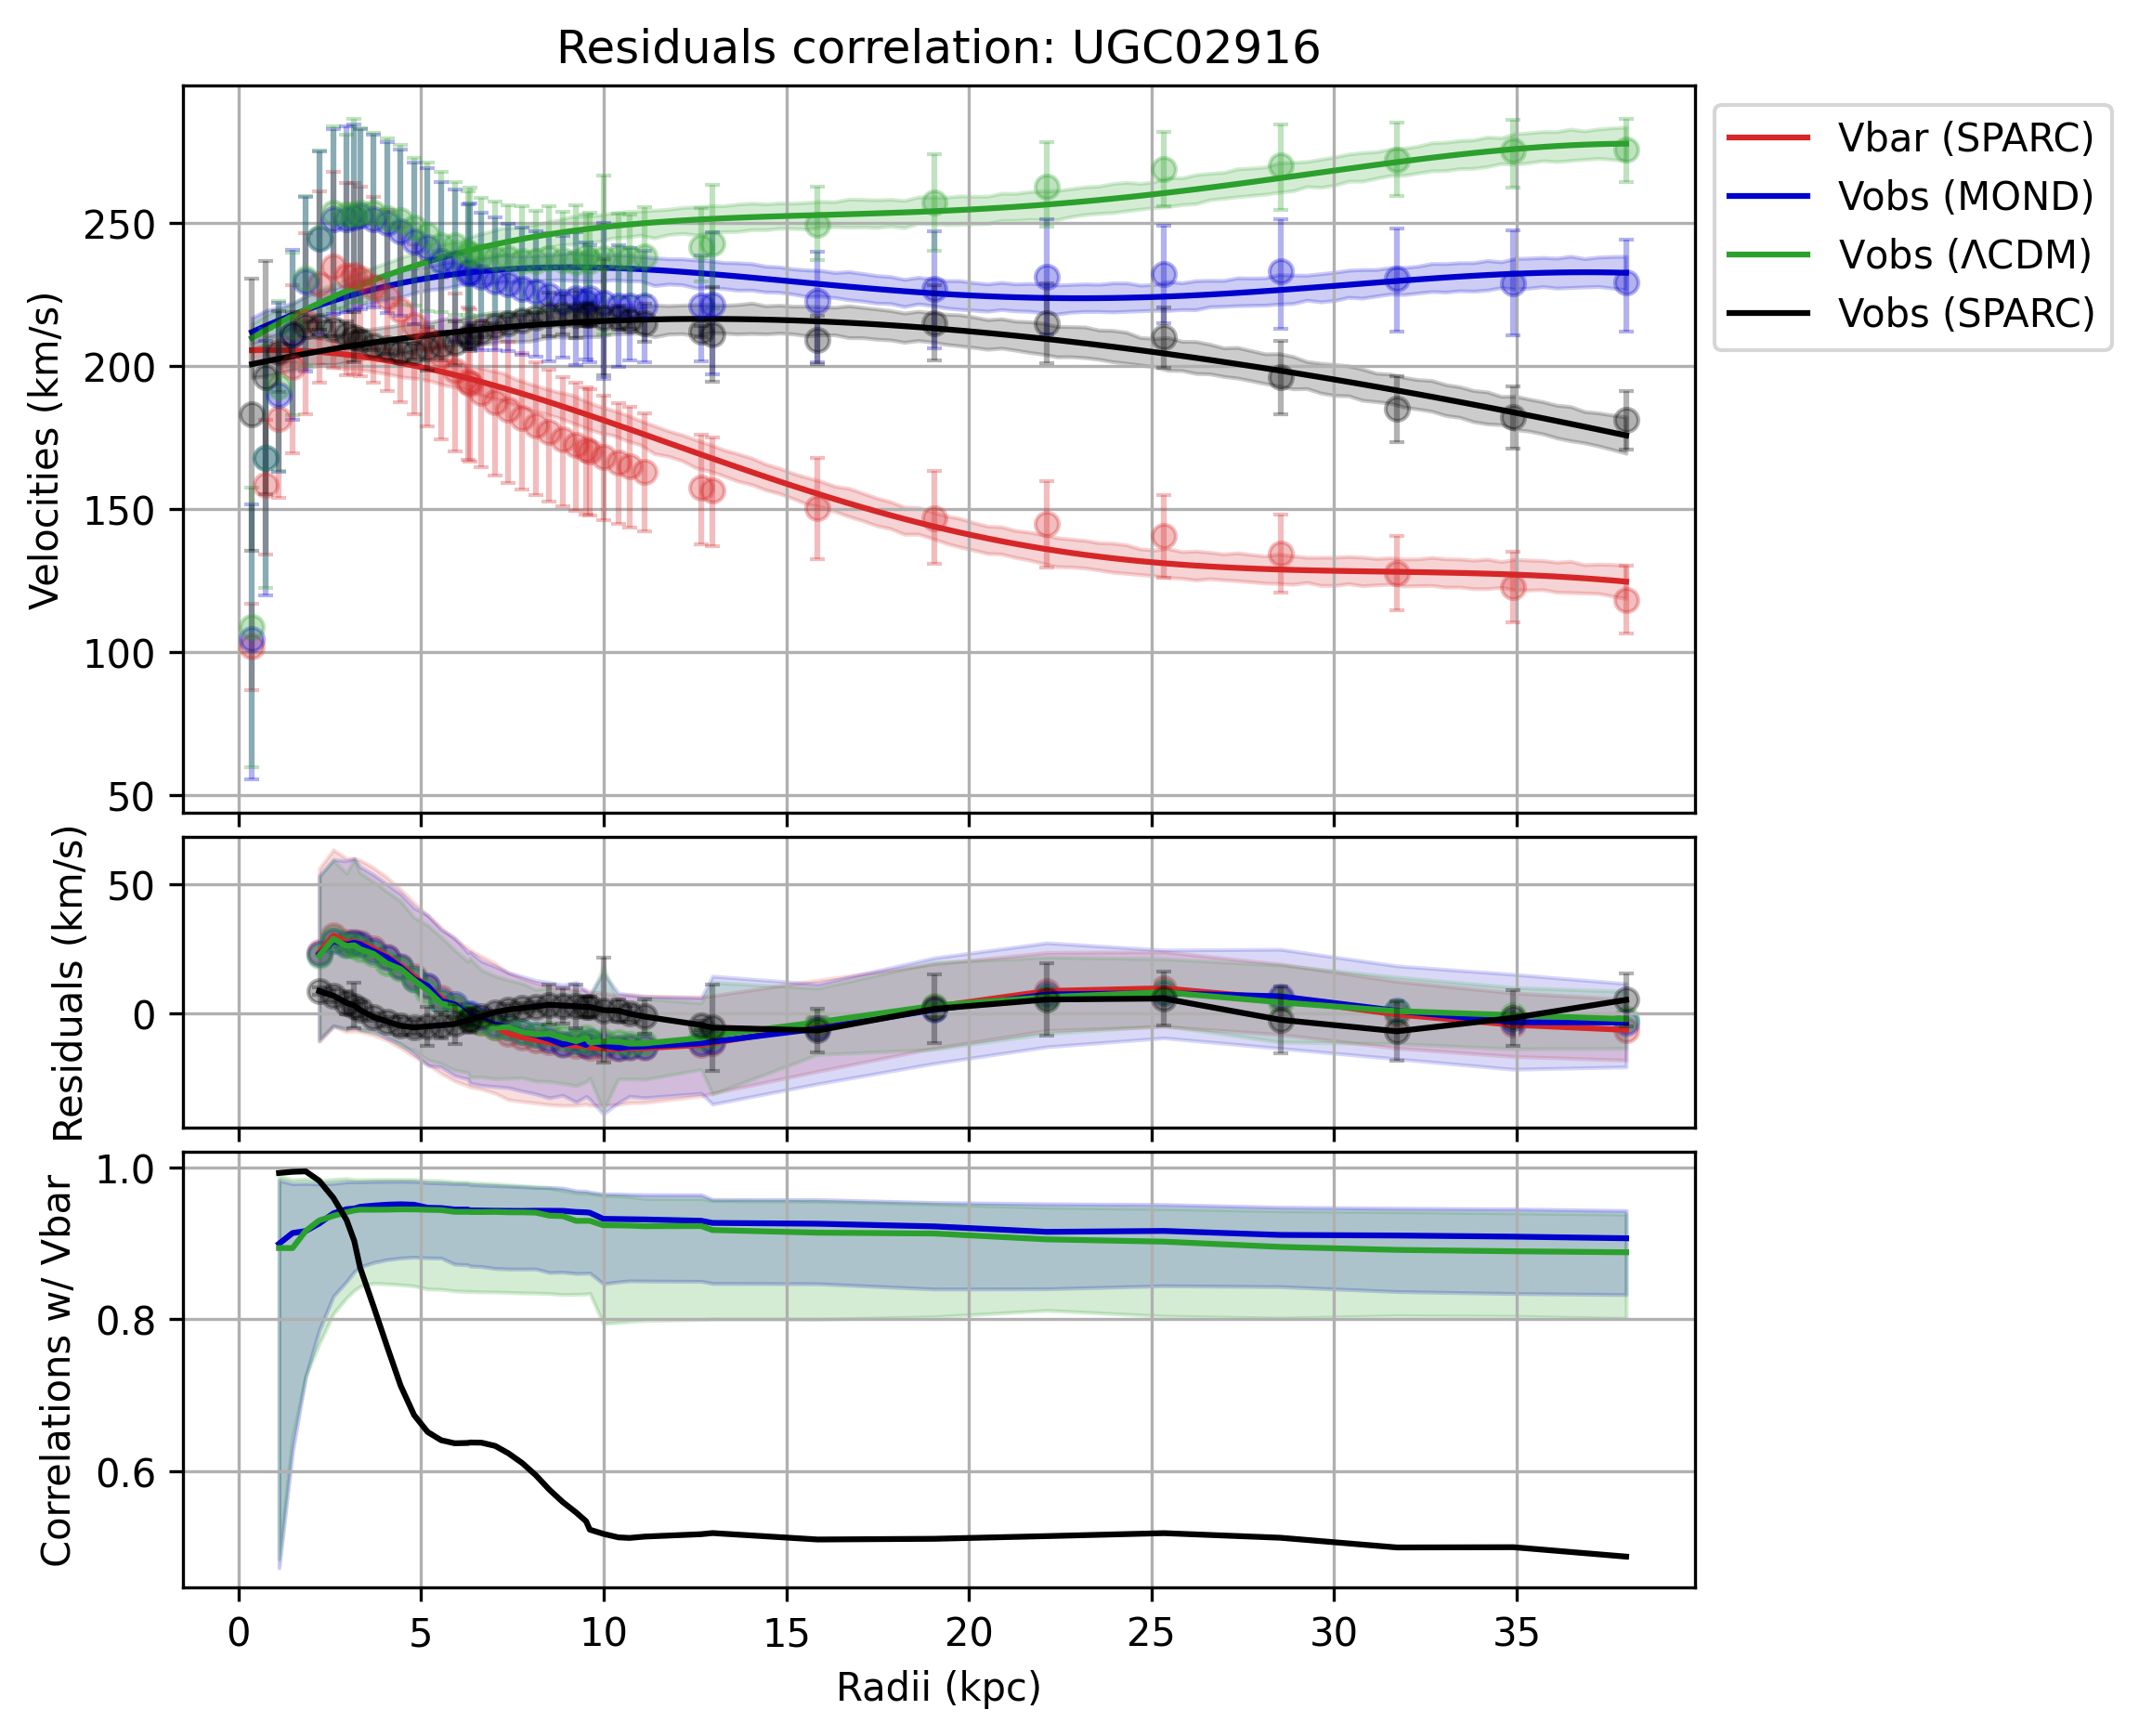 Residuals correlation: UGC02916
Vbar (SPARC)
Vobs (MOND)
Vobs (ΛCDM)
Vobs (SPARC)
Velocities (km/s)
250
200
150
100
50
Residuals (km/s)
50
0
Correlations w/ Vbar
1.0
0.8
0.6
0 5 10 15 20 25 30 35
Radii (kpc)